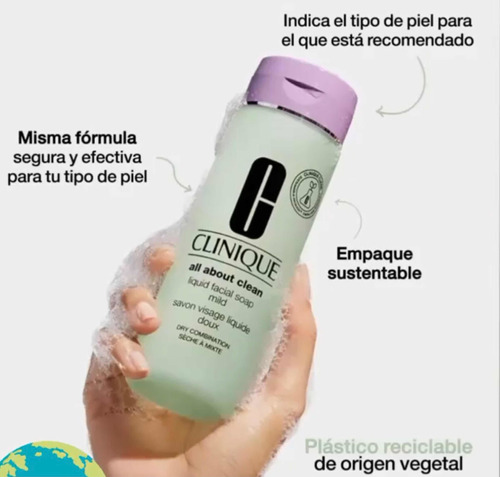 Indica el tipo de piel para
el que está recomendado
Misma fórmula
segura y efectiva
para tu tipo de piel
CLINIQUE
all about clean
liquid facial soap
mild
savon visage liquide
doux
DRY COMBINATION
SÈCHE À MIXTE
Empaque
sustentable
Plástico reciclable
de origen vegetal